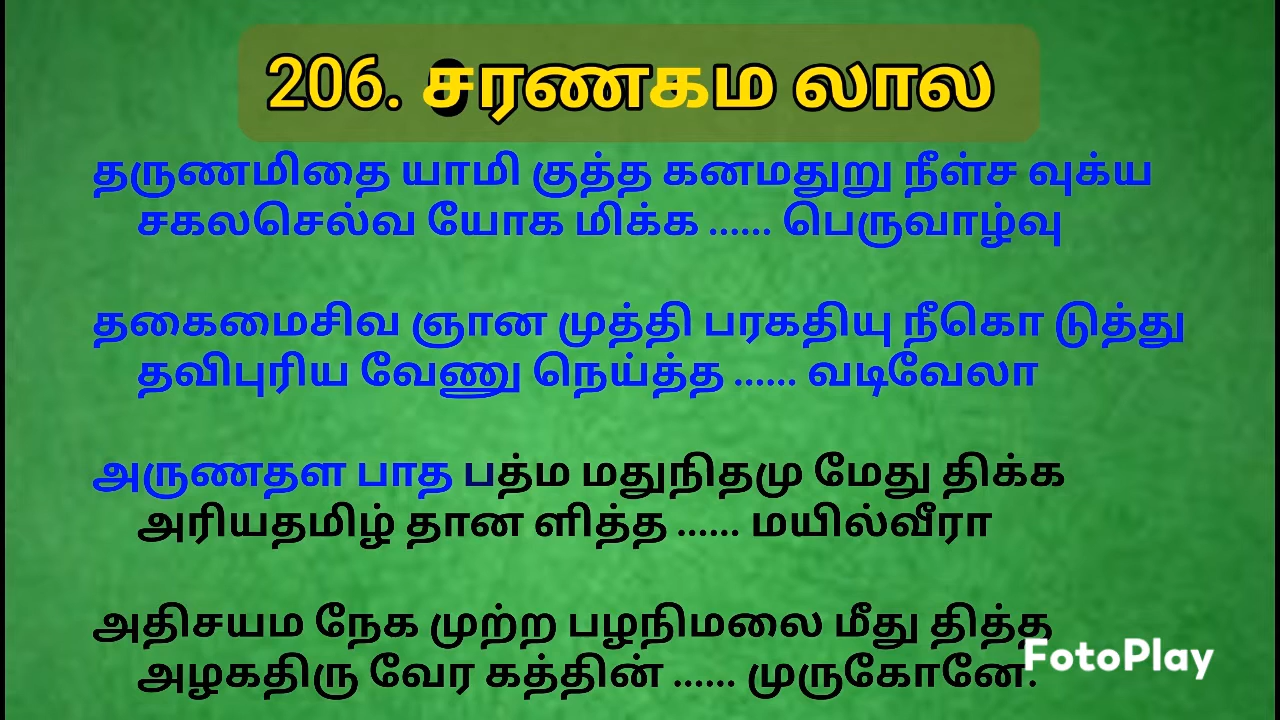 206. சரணகம லால
தருணமிதை யாமி குத்த கனமதுறு நீள்ச வுக்ய
சகலசெல்வ யோக மிக்க ...... பெருவாழ்வு
தகைமைசிவ ஞான முத்தி பரகதியு நீகொ டுத்து
தவிபுரிய வேணு நெய்த்த ...... வடிவேலா
அருணதள பாத பத்ம மதுநிதமு மேது திக்க
அரியதமிழ் தான ளித்த ...... மயில்வீரா
அதிசயம நேக முற்ற பழநிமலை மீது தித்த
அழகதிரு வேர கத்தின் ...... முருகோனே.
FotoPlay